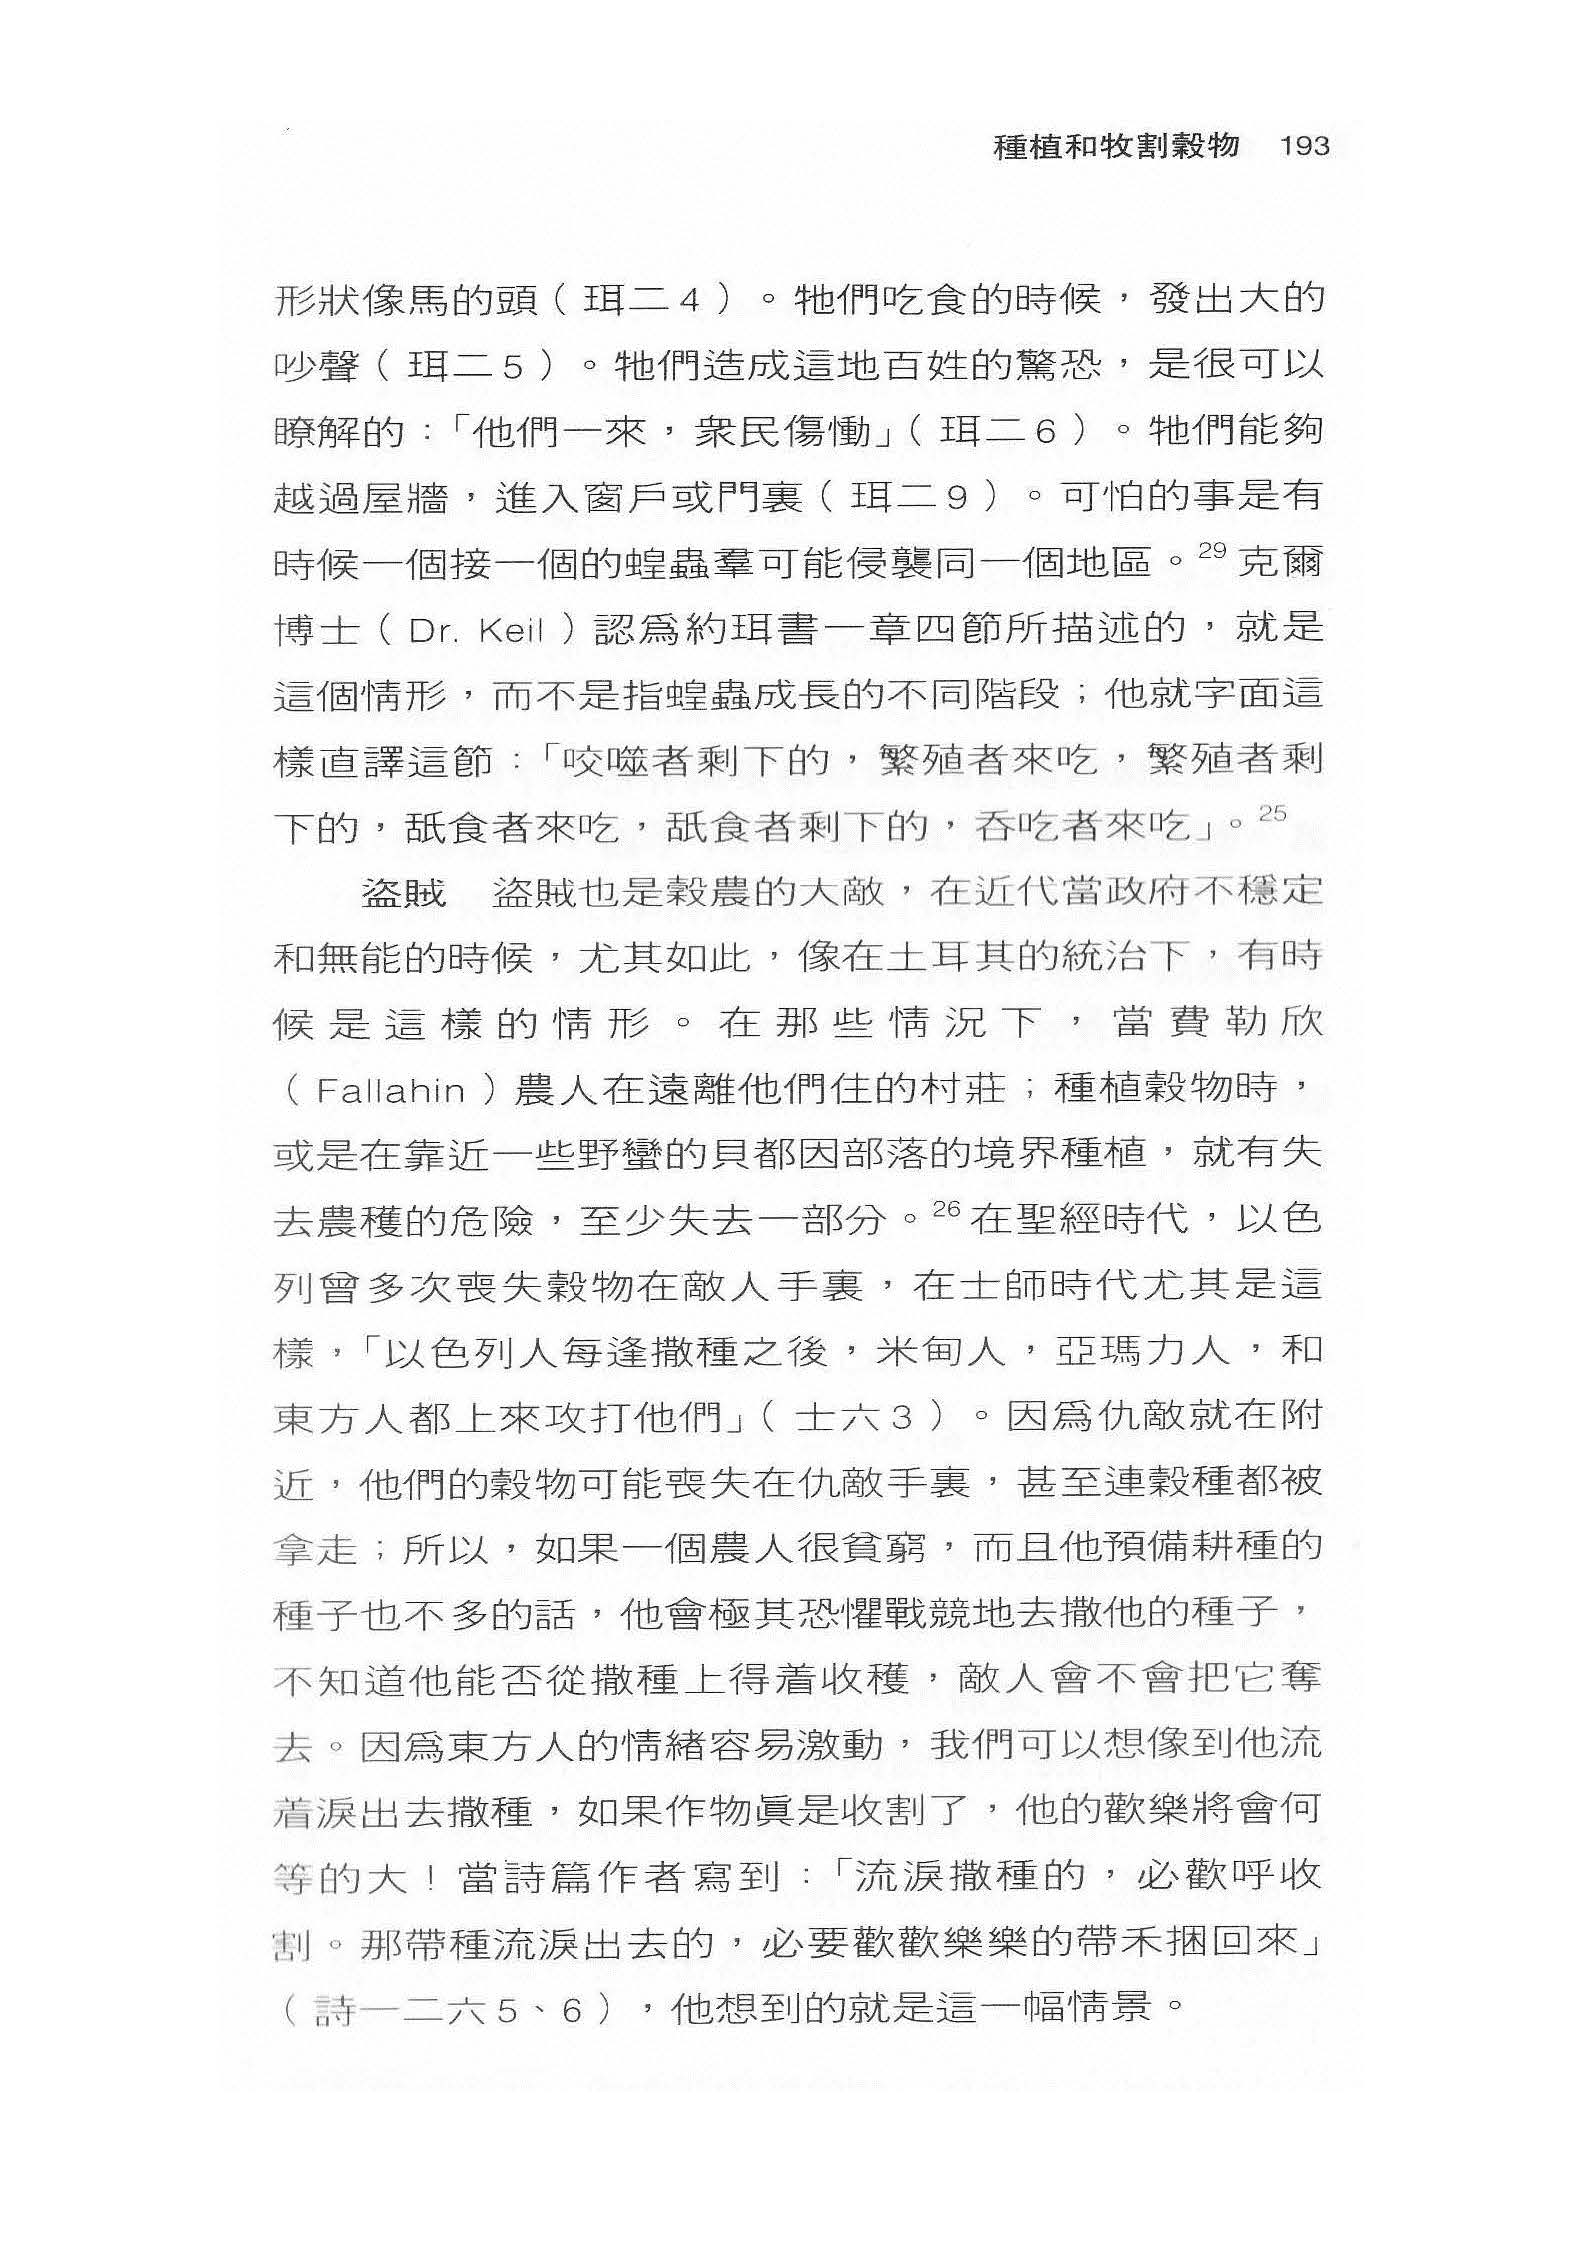 種植和牧割穀物 193
形狀像馬的頭（珥二4）。牠們吃食的時候，發出大的
吵聲（珥二5）。牠們造成這地百姓的驚恐，是很可以
瞭解的：「他們一來，衆民傷慟」（珥二6）。牠們能夠
越過屋牆，進入窗戶或門裏（珥二9）。可怕的事是有
時候一個接一個的蝗蟲羣可能侵襲同一個地區。29克爾
博士（Dr. Keil）認爲約珥書一章四節所描述的，就是
這個情形，而不是指蝗蟲成長的不同階段；他就字面這
樣直譯這節：「咬噬者剩下的，繁殖者來吃，繁殖者剩
下的，舐食者來吃，舐食者剩下的，吞吃者來吃」。25
盜賊 盜賊也是穀農的大敵，在近代當政府不穩定
和無能的時候，尤其如此，像在土耳其的統治下，有時
候是這樣的情形。在那些情況下，當費勒欣
（Fallahin）農人在遠離他們住的村莊；種植穀物時，
或是在靠近一些野蠻的貝都因部落的境界種植，就有失
去農穫的危險，至少失去一部分。26在聖經時代，以色
列曾多次喪失穀物在敵人手裏，在士師時代尤其是這
樣，「以色列人每逢撒種之後，米甸人，亞瑪力人，和
東方人都上來攻打他們」（士六3）。因爲仇敵就在附
近，他們的穀物可能喪失在仇敵手裏，甚至連穀種都被
拿走；所以，如果一個農人很貧窮，而且他預備耕種的
種子也不多的話，他會極其恐懼戰競地去撒他的種子，
不知道他能否從撒種上得着收穫，敵人會不會把它奪
去。因爲東方人的情緒容易激動，我們可以想像到他流
着淚出去撒種，如果作物眞是收割了，他的歡樂將會何
等的大！當詩篇作者寫到：「流淚撒種的，必歡呼收
割。那帶種流淚出去的，必要歡歡樂樂的帶禾捆回來」
（詩一二六5、6），他想到的就是這一幅情景。